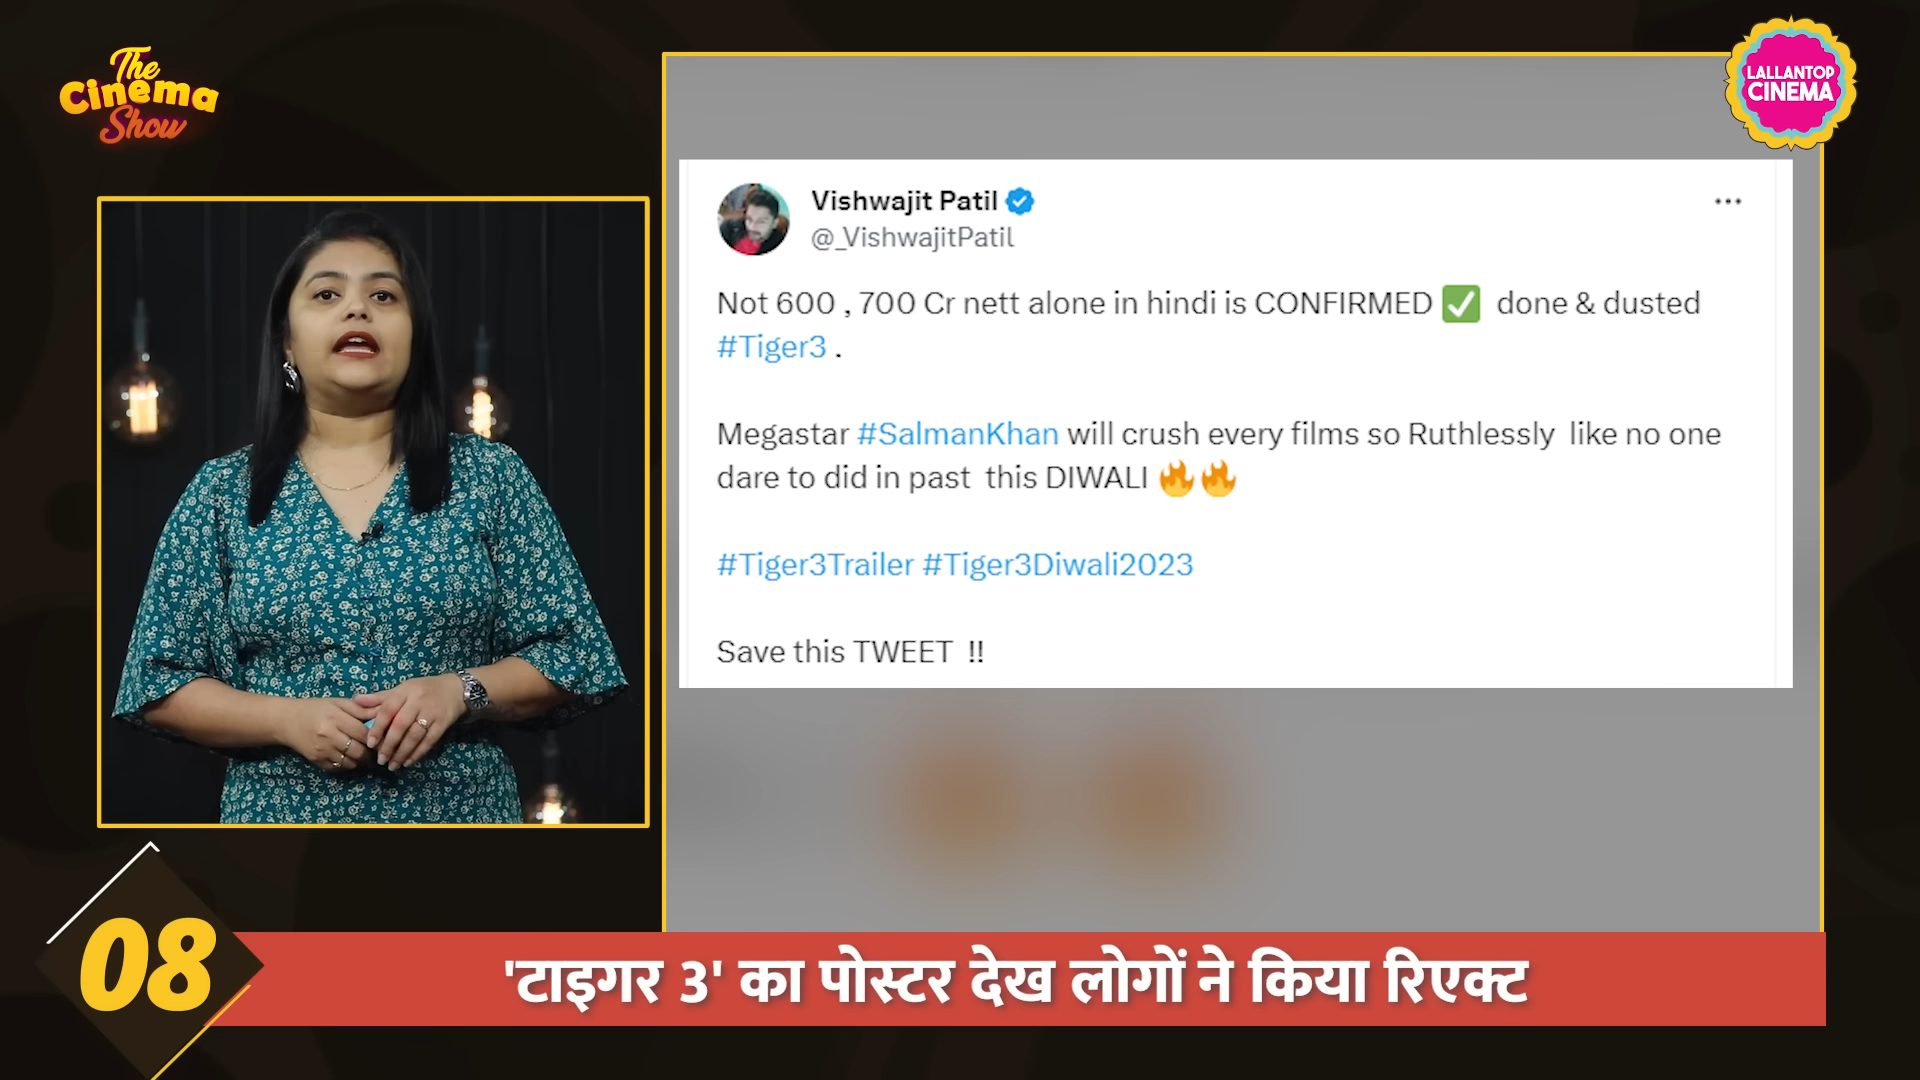 The
Cinema
Show
LALLANTOP
CINEMA
Vishwajit Patil
@_VishwajitPatil
Not 600 , 700 Cr nett alone in hindi is CONFIRMED ✅ done & dusted
#Tiger3 .
Megastar #SalmanKhan will crush every films so Ruthlessly like no one
dare to did in past this DIWALI 🔥🔥
#Tiger3Trailer #Tiger3Diwali2023
Save this TWEET !!
08
'टाइगर 3' का पोस्टर देख लोगों ने किया रिएक्ट